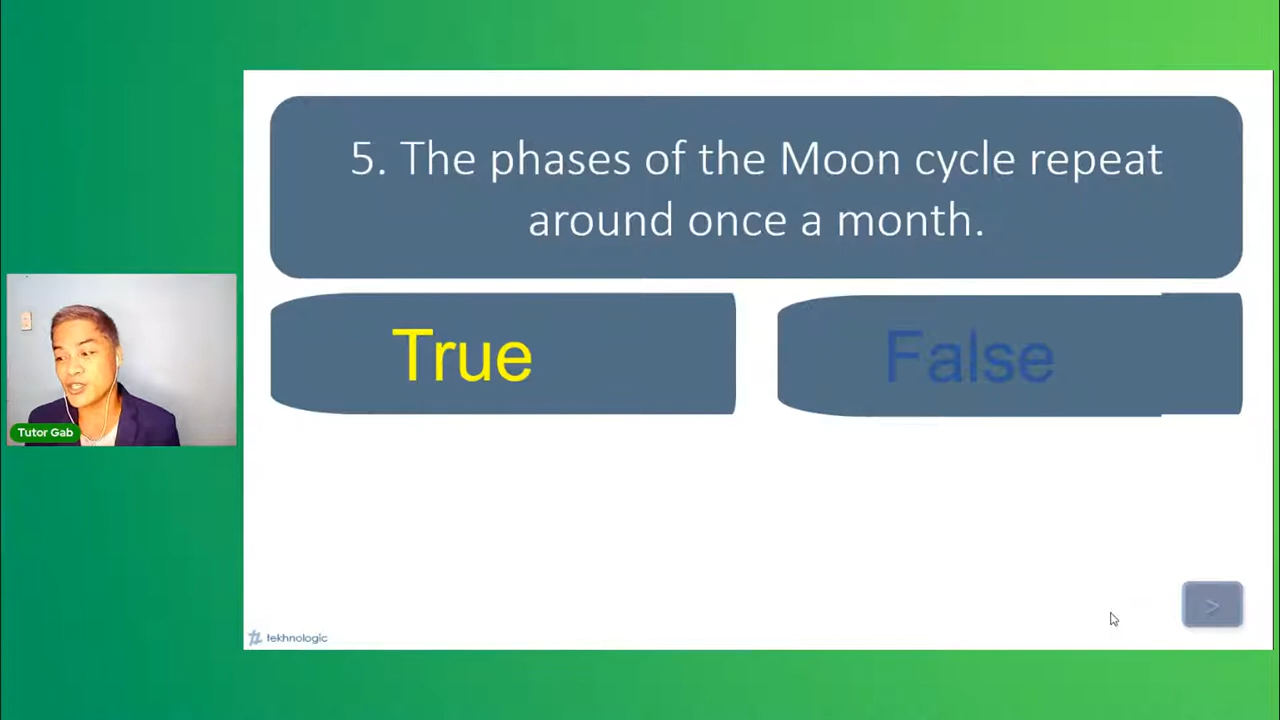 5. The phases of the Moon cycle repeat
around once a month.
True
False
Tutor Gab
>
tekhnologic